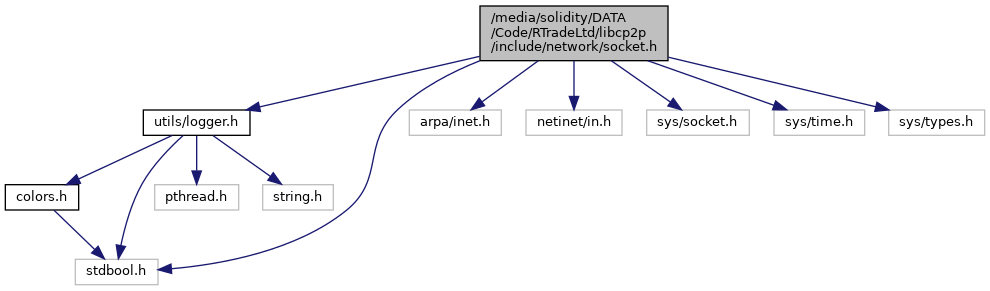 /media/solidity/DATA
/Code/RTradeLtd/libcp2p
/include/network/socket.h
utils/logger.h
arpa/inet.h
netinet/in.h
sys/socket.h
sys/time.h
sys/types.h
colors.h
pthread.h
string.h
stdbool.h